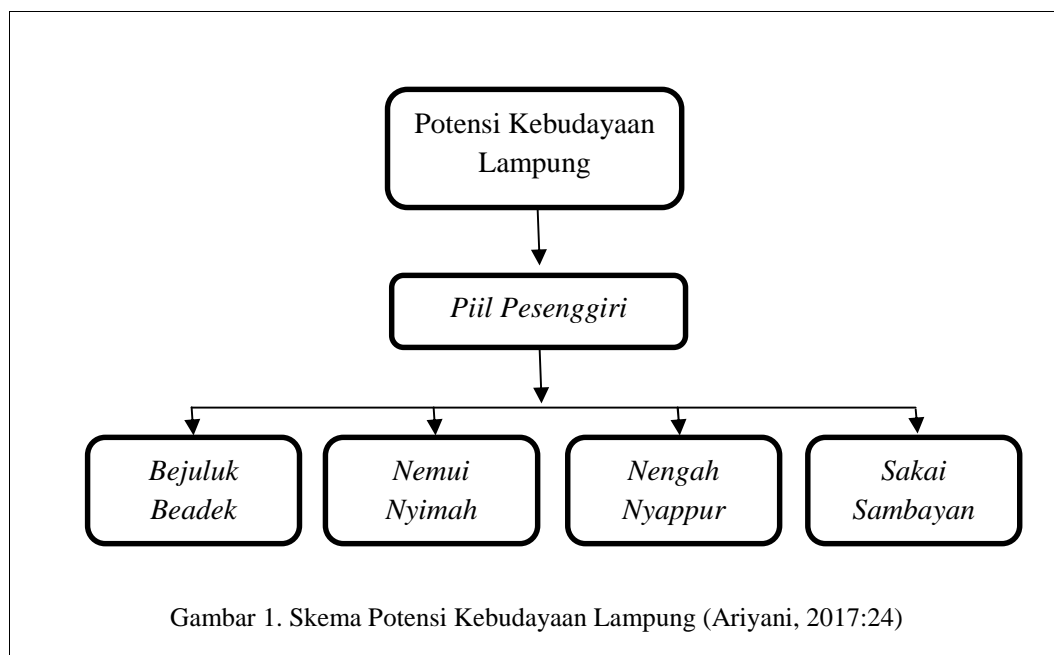 Potensi Kebudayaan
Lampung
Piil Pesenggiri
Bejuluk
Beadek
Nemui
Nyimah
Nengah
Nyappur
Sakai
Sambayan
Gambar 1. Skema Potensi Kebudayaan Lampung (Ariyani, 2017:24)